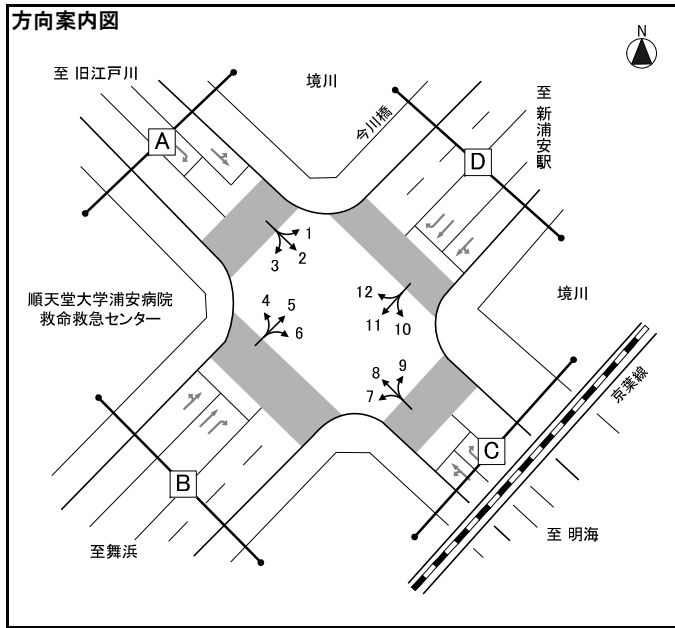 方向案内図
N
至 旧江戸川
境川
今川橋
至 新浦安駅
A
D
1
2
3
4
5
6
12
11
10
9
8
7
順天堂大学浦安病院
救命救急センター
境川
京葉線
B
C
至舞浜
至 明海